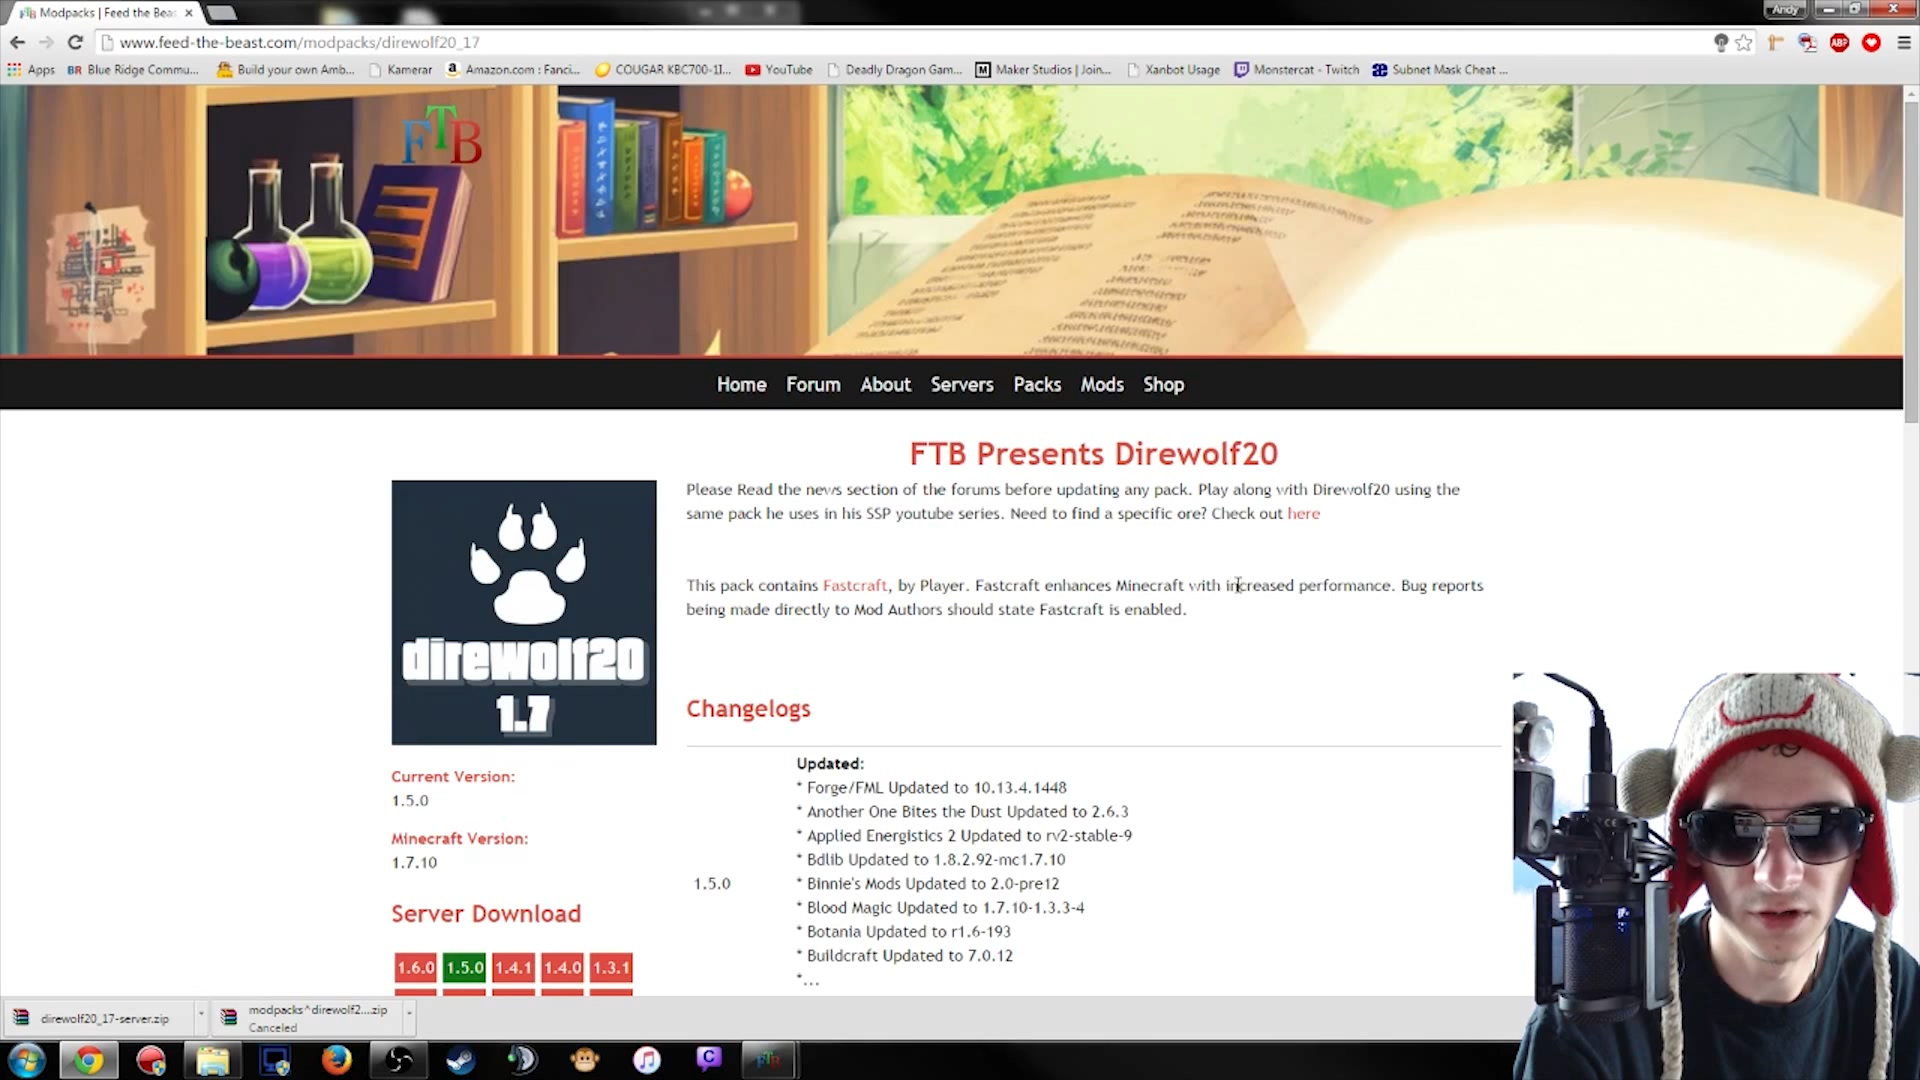 Modpacks | Feed the Beas
Andy
www.feed-the-beast.com/modpacks/direwolf20_17
ABP
Apps
BR Blue Ridge Commu...
Build your own Amb...
Kamerar
Amazon.com : Fanci...
COUGAR KBC700-1I...
YouTube
Deadly Dragon Gam...
Maker Studios | Join...
Xanbot Usage
Monstercat - Twitch
Subnet Mask Cheat ...
FTB
Home Forum About Servers Packs Mods Shop
FTB Presents Direwolf20
Please Read the news section of the forums before updating any pack. Play along with Direwolf20 using the
same pack he uses in his SSP youtube series. Need to find a specific ore? Check out here
This pack contains Fastcraft, by Player. Fastcraft enhances Minecraft with increased performance. Bug reports
being made directly to Mod Authors should state Fastcraft is enabled.
direwolf20
1.7
Current Version:
1.5.0
Minecraft Version:
1.7.10
Server Download
1.6.0 1.5.0 1.4.1 1.4.0 1.3.1
Changelogs
1.5.0
Updated:
* Forge/FML Updated to 10.13.4.1448
* Another One Bites the Dust Updated to 2.6.3
* Applied Energistics 2 Updated to rv2-stable-9
* Bdlib Updated to 1.8.2.92-mc1.7.10
* Binnie's Mods Updated to 2.0-pre12
* Blood Magic Updated to 1.7.10-1.3.3-4
* Botania Updated to r1.6-193
* Buildcraft Updated to 7.0.12
*...
direwolf20_17-server.zip
modpacks^direwolf2....zip
Canceled